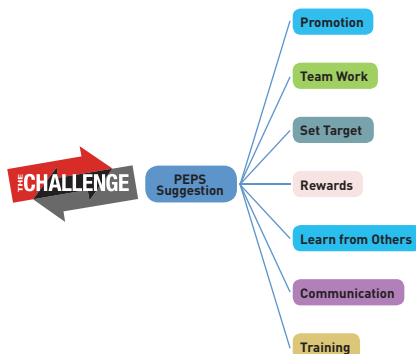 THE CHALLENGE
PEPS
Suggestion
Promotion
Team Work
Set Target
Rewards
Learn from Others
Communication
Training